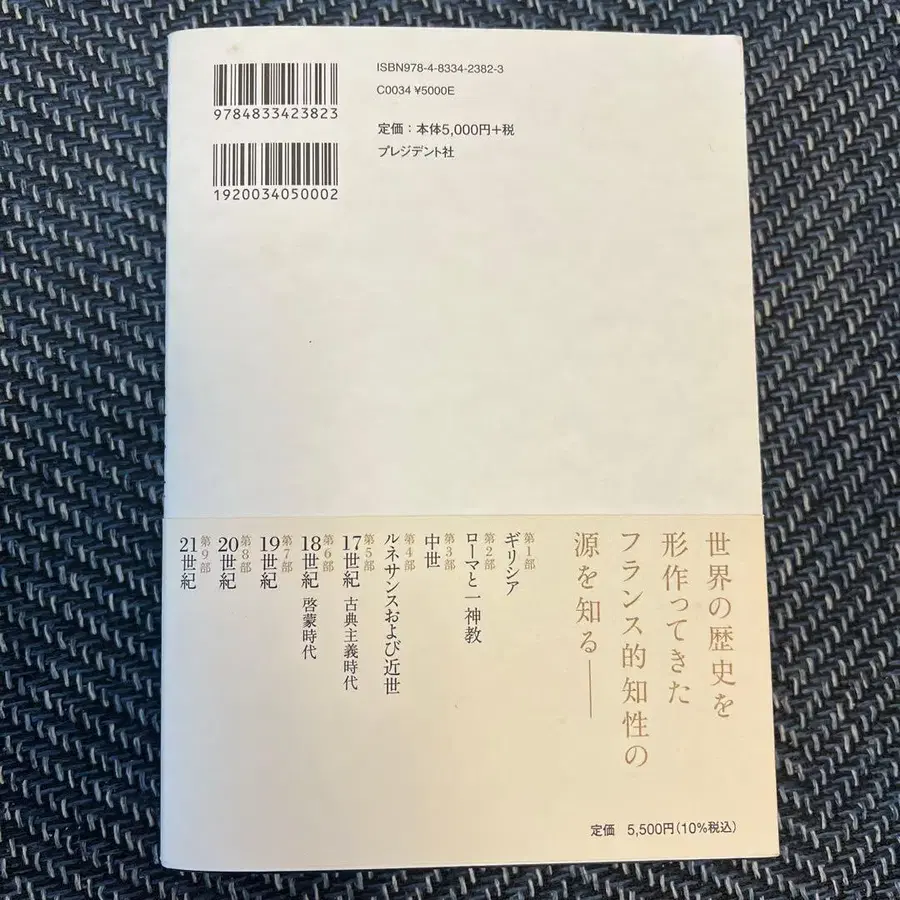 ISBN978-4-8334-2382-3
C0034 ¥5000E
9784833423823
定価：本体5,000円+税
プレジデント社
1920034050002
世界の歴史を
形作ってきた
フランス的知性の
源を知る――
第1部
ギリシア
第2部
ローマと一神教
第3部
中世
第4部
ルネサンスおよび近世
第5部
17世紀 古典主義時代
第6部
18世紀 啓蒙時代
第7部
19世紀
第8部
20世紀
第9部
21世紀
定価 5,500円（10%税込）